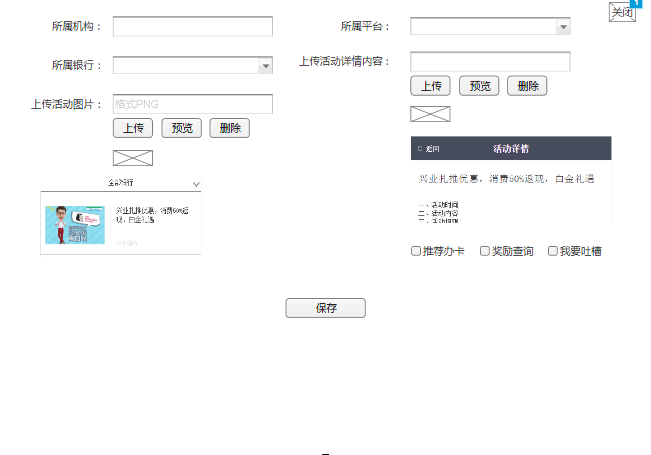 关闭
1
所属机构：
所属平台：
所属银行：
上传活动详情内容：
上传 预览 删除
上传活动图片：
格式PNG
上传 预览 删除
全部银行
兴业扎推优惠，消费50%返
现，白金礼遇
返回 活动详情
兴业扎推优惠，消费50%返现，白金礼遇
一、活动时间
二、活动内容
推荐办卡 奖励查询 我要吐槽
保存